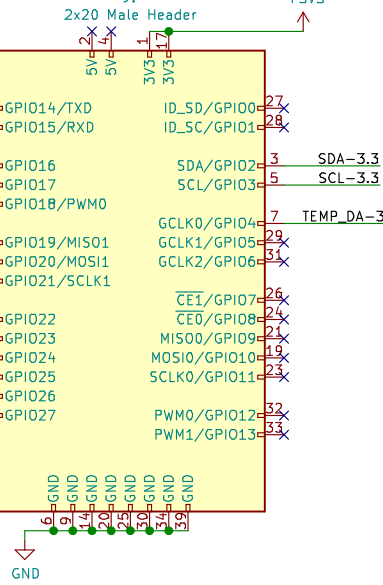 2x20 Male Header
2 4 1 17
5V 5V 3V3 3V3
GPIO14/TXD ID_SD/GPIO0 27
GPIO15/RXD ID_SC/GPIO1 28
GPIO16 SDA/GPIO2 3 SDA-3.3
GPIO17 SCL/GPIO3 5 SCL-3.3
GPIO18/PWM0
GCLK0/GPIO4 7 TEMP_DA-3
GPIO19/MISO1 GCLK1/GPIO5 29
GPIO20/MOSI1 GCLK2/GPIO6 31
GPIO21/SCLK1
CE1/GPIO7 26
GPIO22 CE0/GPIO8 24
GPIO23 MISO0/GPIO9 21
GPIO24 MOSI0/GPIO10 19
GPIO25 SCLK0/GPIO11 23
GPIO26
GPIO27 PWM0/GPIO12 32
PWM1/GPIO13 33
GND GND GND GND GND GND GND GND
6 9 14 20 25 30 34 39
GND